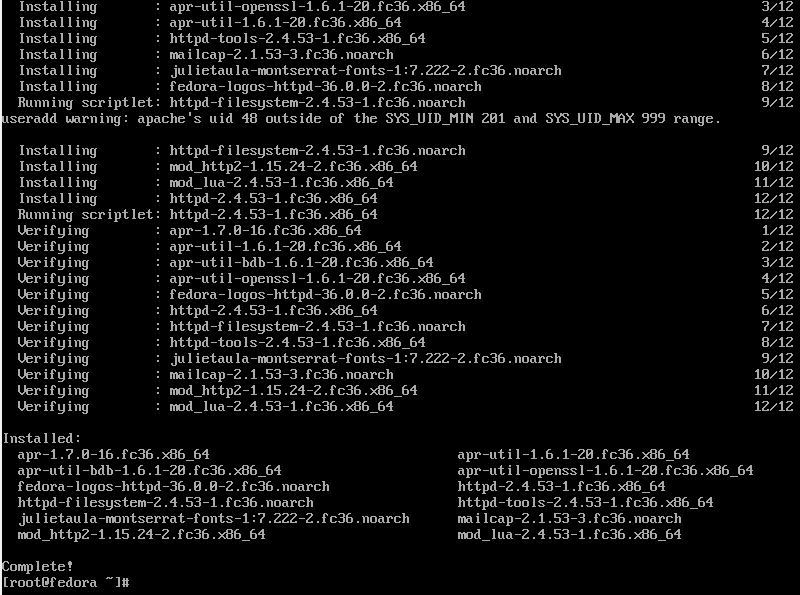 Installing : apr-util-openssl-1.6.1-20.fc36.x86_64 3/12
Installing : apr-util-1.6.1-20.fc36.x86_64 4/12
Installing : httpd-tools-2.4.53-1.fc36.x86_64 5/12
Installing : mailcap-2.1.53-3.fc36.noarch 6/12
Installing : julietaula-montserrat-fonts-1:7.222-2.fc36.noarch 7/12
Installing : fedora-logos-httpd-36.0.0-2.fc36.noarch 8/12
Running scriptlet: httpd-filesystem-2.4.53-1.fc36.noarch 9/12
useradd warning: apache's uid 48 outside of the SYS_UID_MIN 201 and SYS_UID_MAX 999 range.
Installing : httpd-filesystem-2.4.53-1.fc36.noarch 9/12
Installing : mod_http2-1.15.24-2.fc36.x86_64 10/12
Installing : mod_lua-2.4.53-1.fc36.x86_64 11/12
Installing : httpd-2.4.53-1.fc36.x86_64 12/12
Running scriptlet: httpd-2.4.53-1.fc36.x86_64 12/12
Verifying : apr-1.7.0-16.fc36.x86_64 1/12
Verifying : apr-util-1.6.1-20.fc36.x86_64 2/12
Verifying : apr-util-bdb-1.6.1-20.fc36.x86_64 3/12
Verifying : apr-util-openssl-1.6.1-20.fc36.x86_64 4/12
Verifying : fedora-logos-httpd-36.0.0-2.fc36.noarch 5/12
Verifying : httpd-2.4.53-1.fc36.x86_64 6/12
Verifying : httpd-filesystem-2.4.53-1.fc36.noarch 7/12
Verifying : httpd-tools-2.4.53-1.fc36.x86_64 8/12
Verifying : julietaula-montserrat-fonts-1:7.222-2.fc36.noarch 9/12
Verifying : mailcap-2.1.53-3.fc36.noarch 10/12
Verifying : mod_http2-1.15.24-2.fc36.x86_64 11/12
Verifying : mod_lua-2.4.53-1.fc36.x86_64 12/12
Installed:
apr-1.7.0-16.fc36.x86_64 apr-util-1.6.1-20.fc36.x86_64
apr-util-bdb-1.6.1-20.fc36.x86_64 apr-util-openssl-1.6.1-20.fc36.x86_64
fedora-logos-httpd-36.0.0-2.fc36.noarch httpd-2.4.53-1.fc36.x86_64
httpd-filesystem-2.4.53-1.fc36.noarch httpd-tools-2.4.53-1.fc36.x86_64
julietaula-montserrat-fonts-1:7.222-2.fc36.noarch mailcap-2.1.53-3.fc36.noarch
mod_http2-1.15.24-2.fc36.x86_64 mod_lua-2.4.53-1.fc36.x86_64
Complete!
[root@fedora ~]#